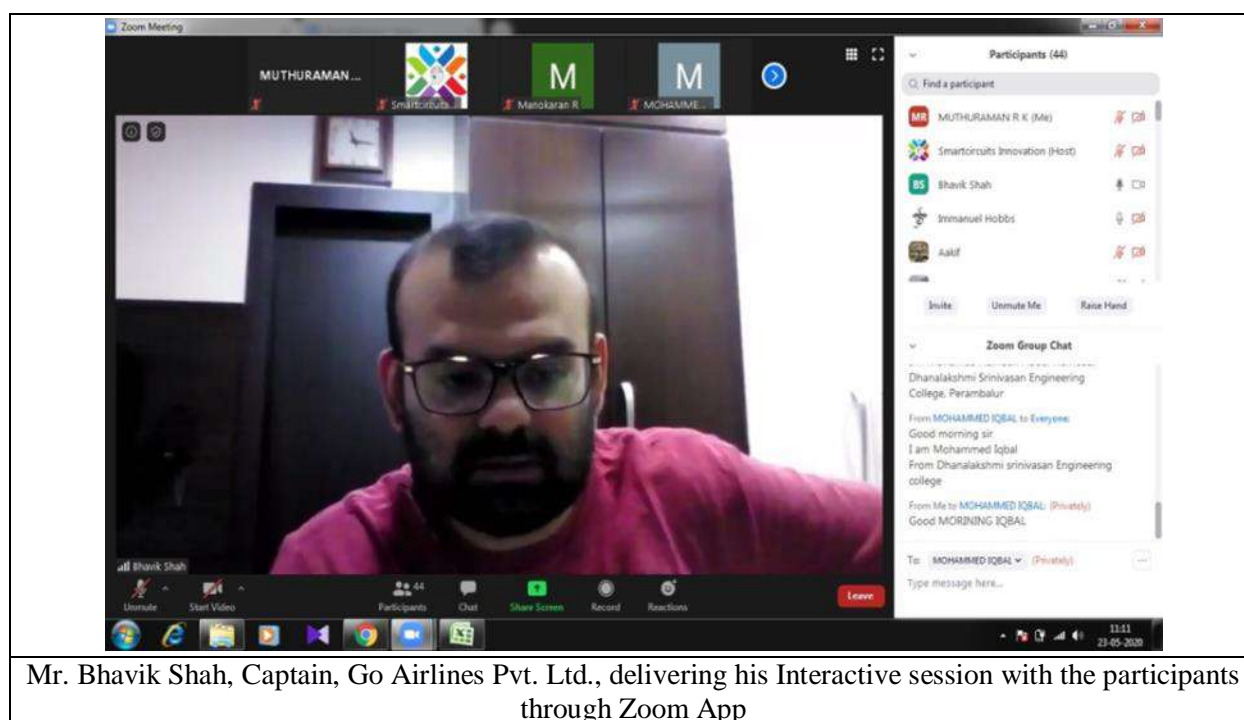 Zoom Meeting
MUTHURAMAN ...
Smartcircuits...
M
Manokaran R
M
MOHAMME...
Participants (44)
Find a participant
MR MUTHURAMAN R K (Me)
Smartcircuits Innovation (Host)
BS Bhavik Shah
Immanuel Hobbs
Aakif
Invite Unmute Me Raise Hand
Zoom Group Chat
Dhanalakshmi Srinivasan Engineering
College, Perambalur
From MOHAMMED IQBAL to Everyone:
Good morning sir
I am Mohammed Iqbal
From Dhanalakshmi srinivasan Engineering
college
From Me to MOHAMMED IQBAL: (Privately)
Good MORINING IQBAL
To: MOHAMMED IQBAL (Privately)
Type message here...
Bhavik Shah
Unmute Start Video Participants 44 Chat Share Screen Record Reactions Leave
11:11
23-05-2020
Mr. Bhavik Shah, Captain, Go Airlines Pvt. Ltd., delivering his Interactive session with the participants
through Zoom App